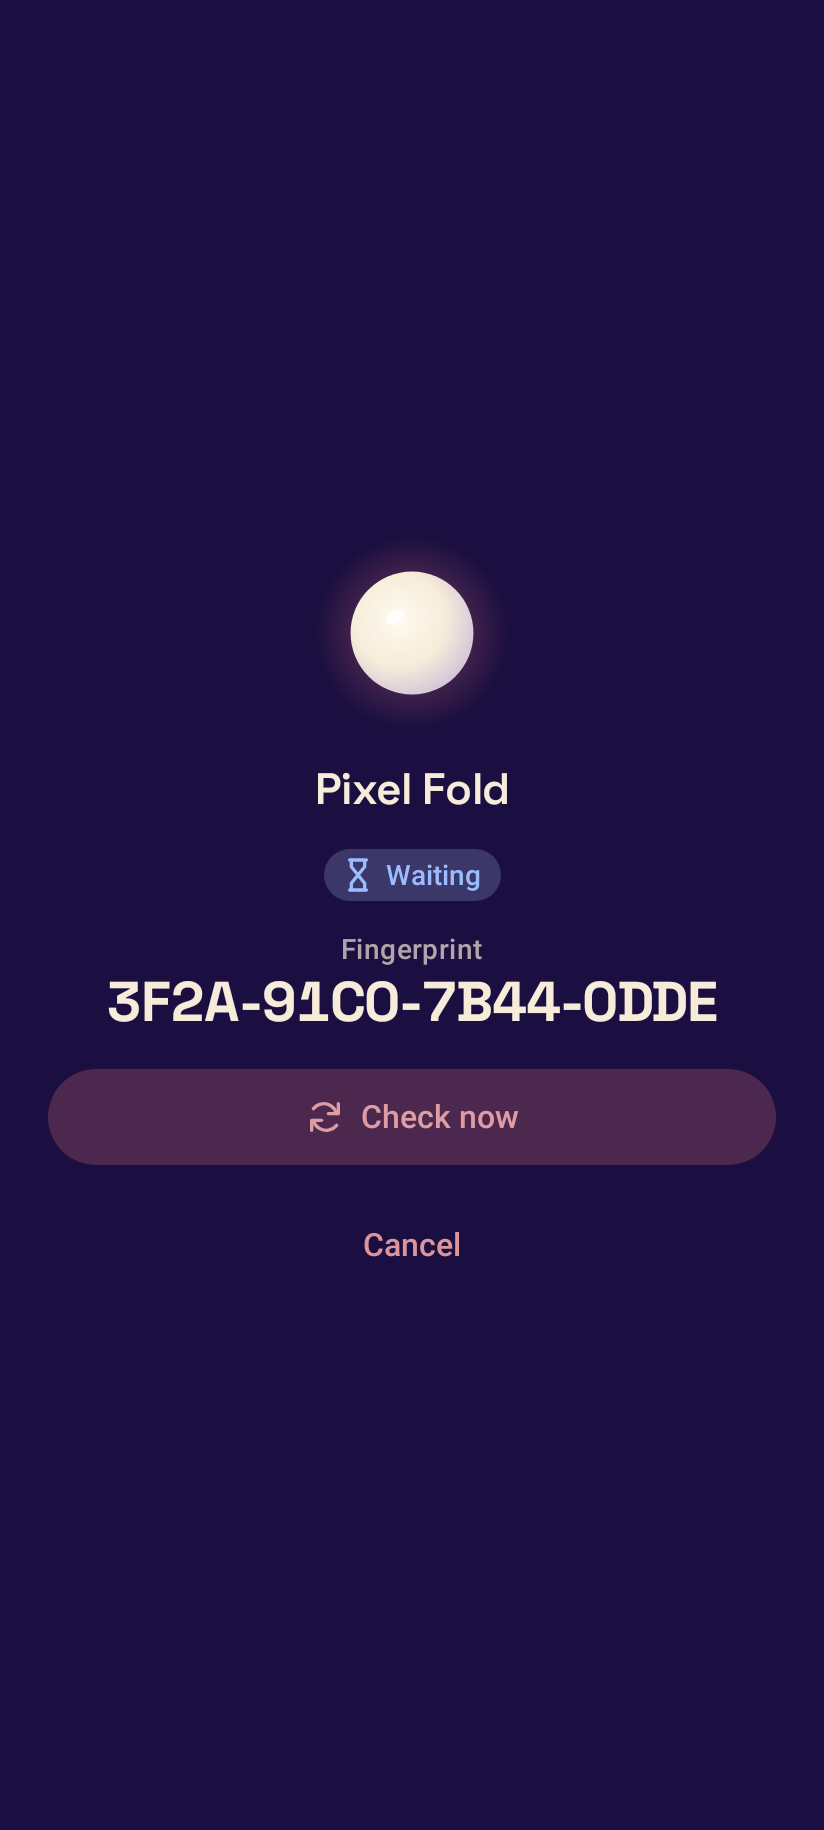 Pixel Fold
Waiting
Fingerprint
3F2A-91C0-7B44-0DDE
Check now
Cancel